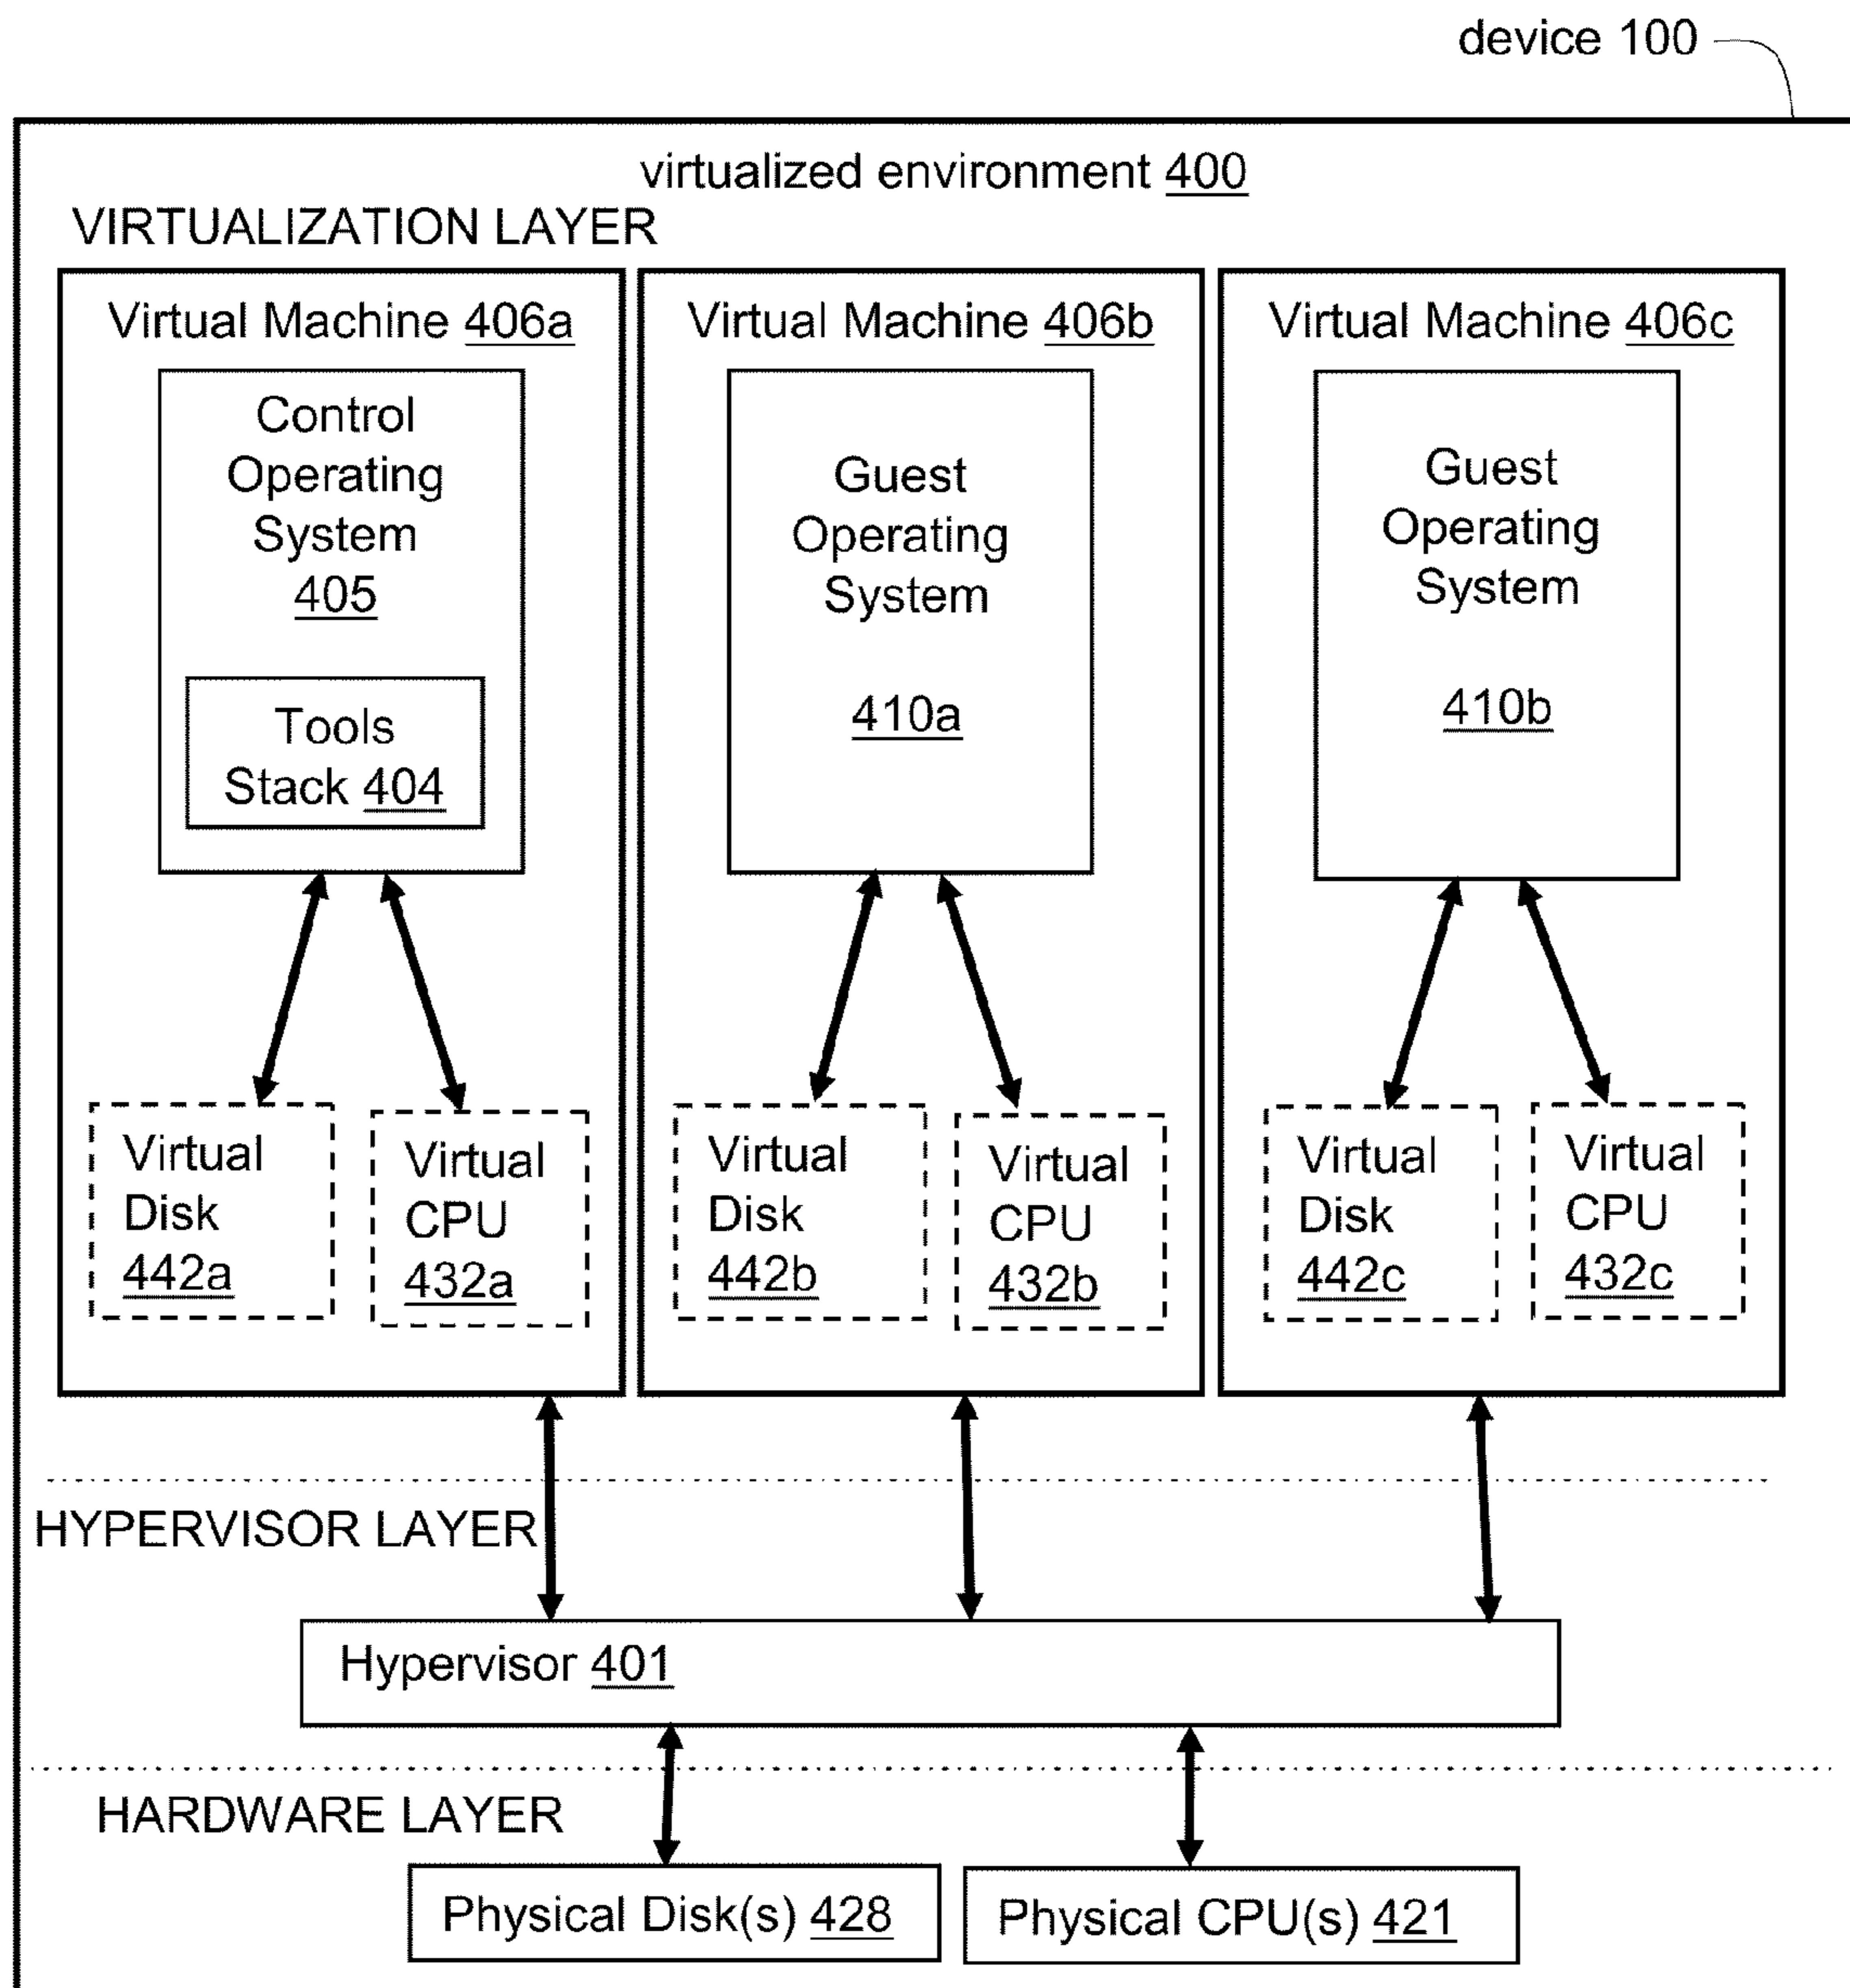 device 100
virtualized environment 400
VIRTUALIZATION LAYER
Virtual Machine 406a
Control
Operating
System
405
Tools
Stack 404
Virtual
Disk
442a
Virtual
CPU
432a
Virtual Machine 406b
Guest
Operating
System
410a
Virtual
Disk
442b
Virtual
CPU
432b
Virtual Machine 406c
Guest
Operating
System
410b
Virtual
Disk
442c
Virtual
CPU
432c
HYPERVISOR LAYER
Hypervisor 401
HARDWARE LAYER
Physical Disk(s) 428
Physical CPU(s) 421